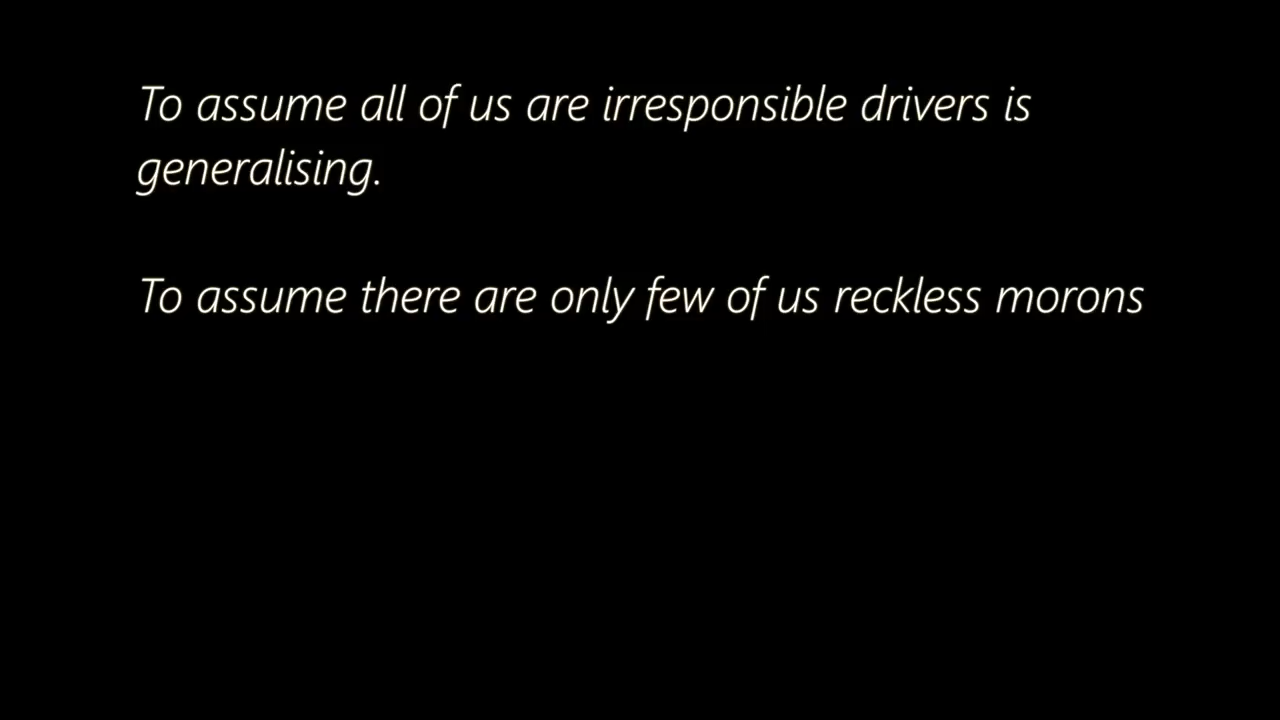 To assume all of us are irresponsible drivers is
generalising.
To assume there are only few of us reckless morons